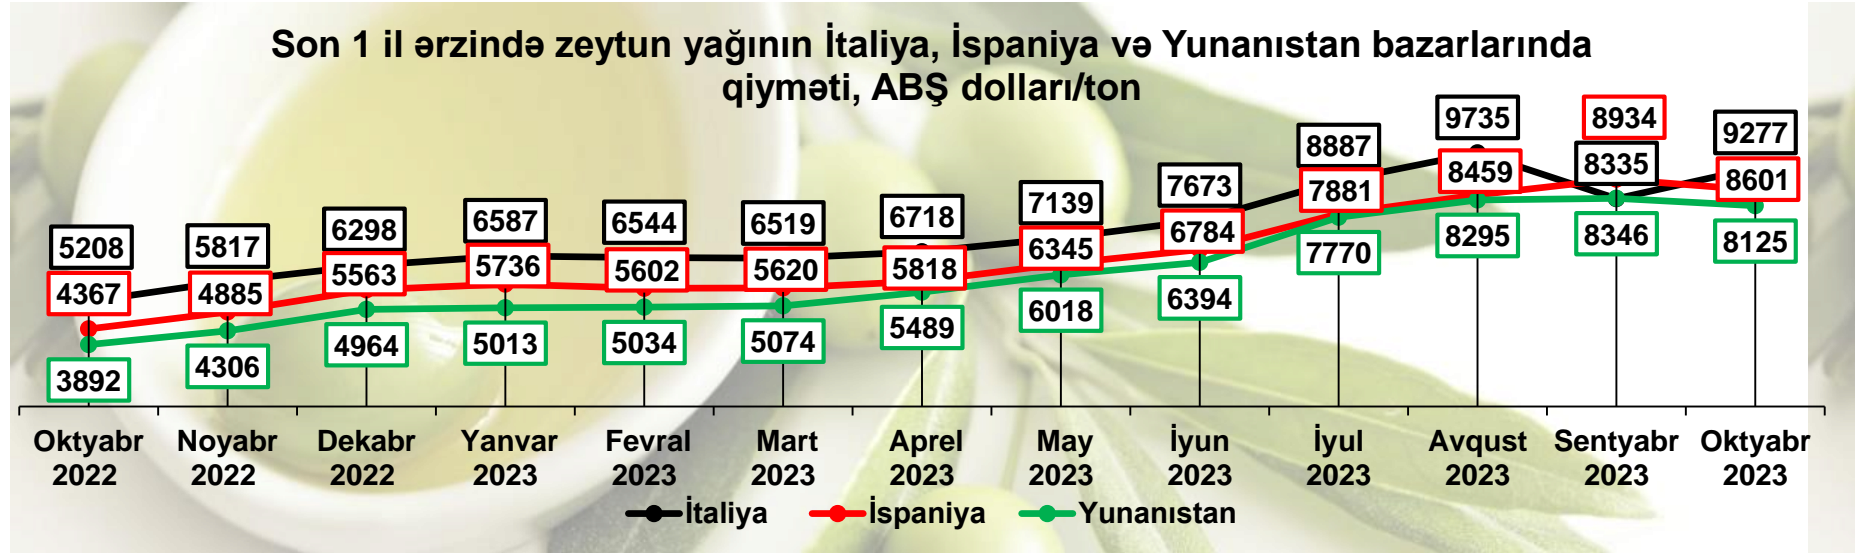 Son 1 il ərzində zeytun yağının İtaliya, İspaniya və Yunanıstan bazarlarında
qiyməti, ABŞ dolları/ton
5208 5817 6298 6587 6544 6519 6718 7139 7673 8887 9735 8335 9277
4367 4885 5563 5736 5602 5620 5818 6345 6784 7881 8459 8934 8601
3892 4306 4964 5013 5034 5074 5489 6018 6394 7770 8295 8346 8125
Oktyabr Noyabr Dekabr Yanvar Fevral Mart Aprel May İyun İyul Avqust Sentyabr Oktyabr
2022 2022 2022 2023 2023 2023 2023 2023 2023 2023 2023 2023 2023
İtaliya İspaniya Yunanıstan